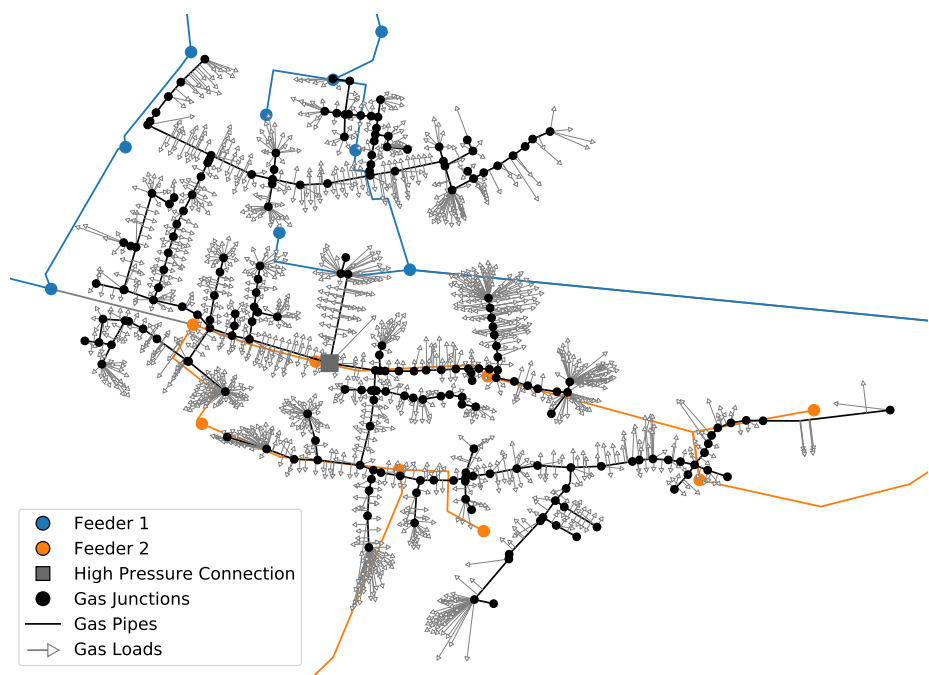 Feeder 1
Feeder 2
High Pressure Connection
Gas Junctions
Gas Pipes
Gas Loads